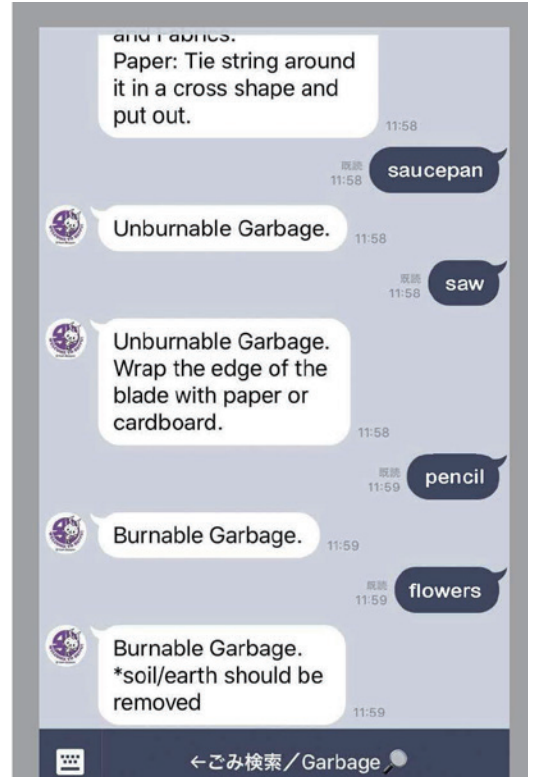 and Fabrics.
Paper: Tie string around
it in a cross shape and
put out.
11:58
既読
11:58
saucepan
Unburnable Garbage.
11:58
既読
11:58
saw
Unburnable Garbage.
Wrap the edge of the
blade with paper or
cardboard.
11:58
既読
11:59
pencil
Burnable Garbage.
11:59
既読
11:59
flowers
Burnable Garbage.
*soil/earth should be
removed
11:59
←ごみ検索/Garbage🔎